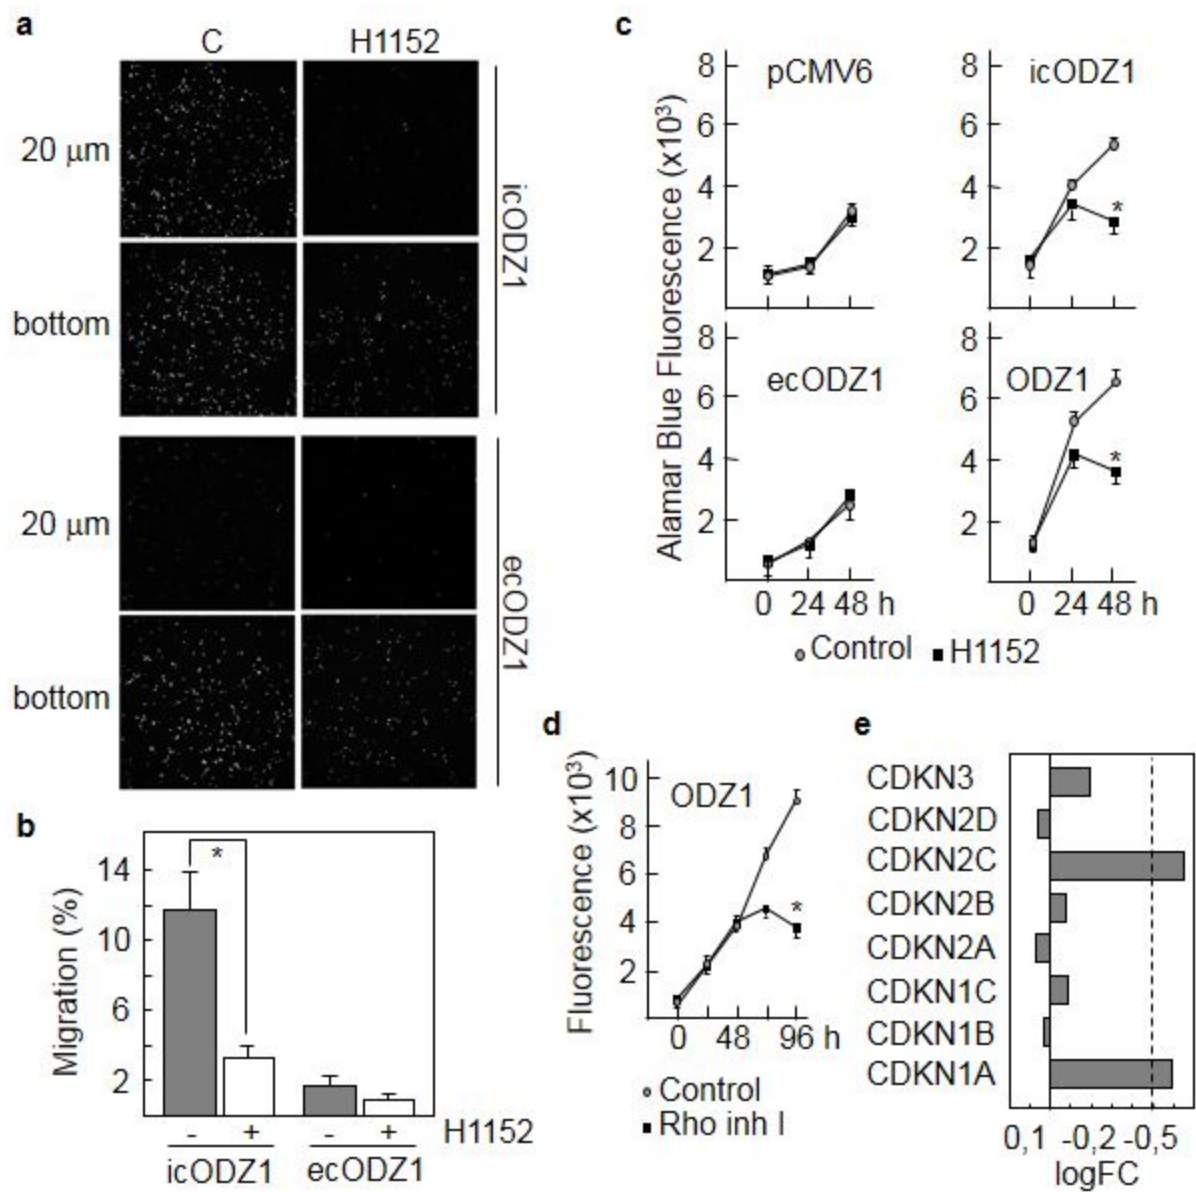 a
C H1152
20 μm
bottom
icODZ1
20 μm
bottom
ecODZ1
b
Migration (%)
14
10
6
2
*
- + - + H1152
icODZ1 ecODZ1
c
Alamar Blue Fluorescence (x10³)
pCMV6
8
6
4
2
icODZ1
8
6
4
2
*
ecODZ1
8
6
4
2
0 24 48 h
ODZ1
8
6
4
2
*
0 24 48 h
Control H1152
d
Fluorescence (x10³)
ODZ1
10
8
6
4
2
*
0 48 96 h
Control
Rho inh I
e
CDKN3
CDKN2D
CDKN2C
CDKN2B
CDKN2A
CDKN1C
CDKN1B
CDKN1A
0,1 -0,2 -0,5
logFC